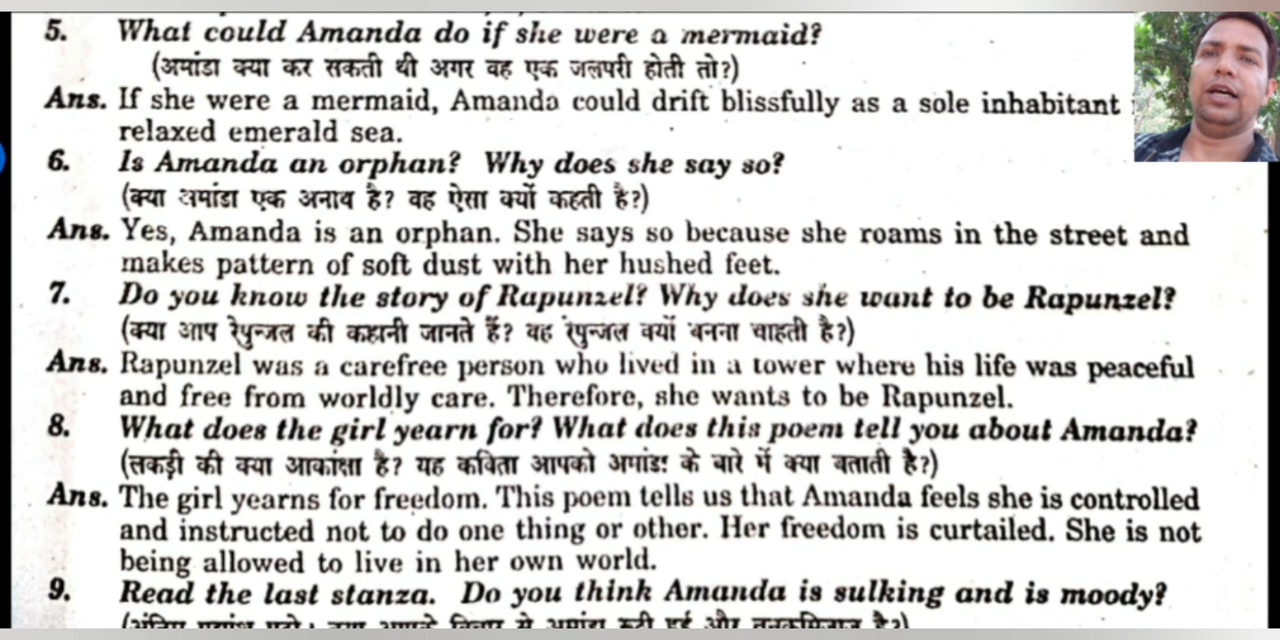 5. What could Amanda do if she were a mermaid?
(अमांडा क्या कर सकती थी अगर वह एक जलपरी होती तो?)
Ans. If she were a mermaid, Amanda could drift blissfully as a sole inhabitant
relaxed emerald sea.
6. Is Amanda an orphan? Why does she say so?
(क्या अमांडा एक अनाथ है? वह ऐसा क्यों कहती है?)
Ans. Yes, Amanda is an orphan. She says so because she roams in the street and
makes pattern of soft dust with her hushed feet.
7. Do you know the story of Rapunzel? Why does she want to be Rapunzel?
(क्या आप रेपुन्जल की कहानी जानते हैं? वह रेपुन्जल क्यों बनना चाहती है?)
Ans. Rapunzel was a carefree person who lived in a tower where his life was peaceful
and free from worldly care. Therefore, she wants to be Rapunzel.
8. What does the girl yearn for? What does this poem tell you about Amanda?
(लकड़ी की क्या आकांक्षा है? यह कविता आपको अमांडा के बारे में क्या बताती है?)
Ans. The girl yearns for freedom. This poem tells us that Amanda feels she is controlled
and instructed not to do one thing or other. Her freedom is curtailed. She is not
being allowed to live in her own world.
9. Read the last stanza. Do you think Amanda is sulking and is moody?